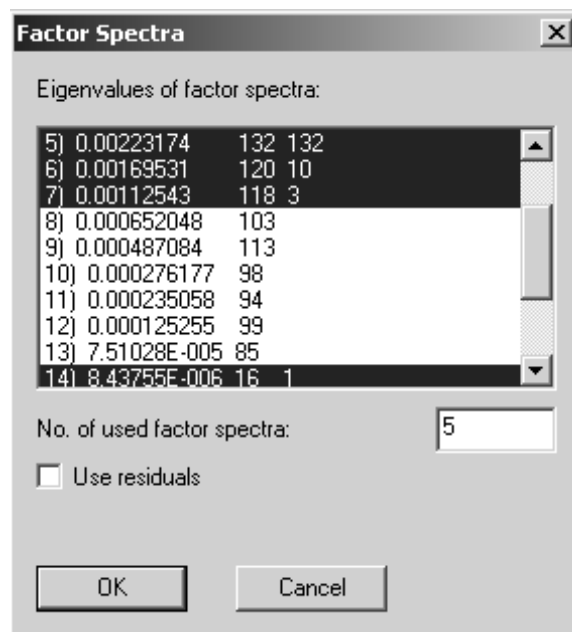 Factor Spectra
Eigenvalues of factor spectra:
5) 0.00223174 132 132
6) 0.00169531 120 10
7) 0.00112543 118 3
8) 0.000652048 103
9) 0.000487084 113
10) 0.000276177 98
11) 0.000235058 94
12) 0.000125255 99
13) 7.51028E-005 85
14) 8.43755E-006 16 1
No. of used factor spectra: 5
Use residuals
OK Cancel